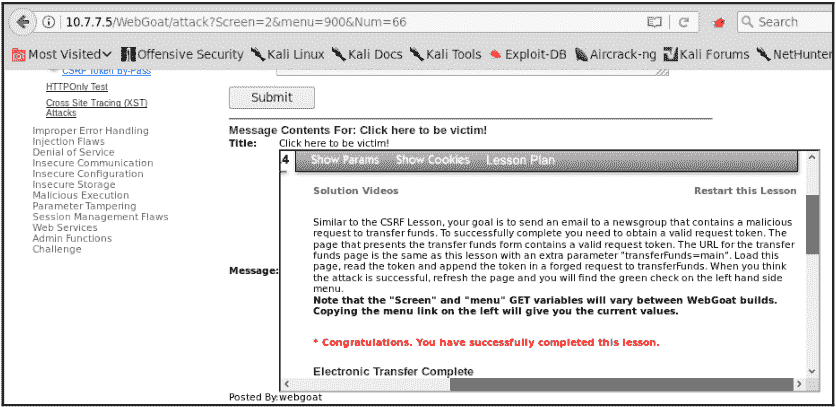 10.7.7.5/WebGoat/attack?Screen=2&menu=900&Num=66
Search
Most Visited
Offensive Security
Kali Linux
Kali Docs
Kali Tools
Exploit-DB
Aircrack-ng
Kali Forums
NetHunter
CSRF Token By-Pass
HTTPOnly Test
Cross Site Tracing (XST)
Attacks
Improper Error Handling
Injection Flaws
Denial of Service
Insecure Communication
Insecure Configuration
Insecure Storage
Malicious Execution
Parameter Tampering
Session Management Flaws
Web Services
Admin Functions
Challenge
Submit
Message Contents For: Click here to be victim!
Title: Click here to be victim!
Message:
4 Show Params Show Cookies Lesson Plan
Solution Videos Restart this Lesson
Similar to the CSRF Lesson, your goal is to send an email to a newsgroup that contains a malicious
request to transfer funds. To successfully complete you need to obtain a valid request token. The
page that presents the transfer funds form contains a valid request token. The URL for the transfer
funds page is the same as this lesson with an extra parameter "transferFunds=main". Load this
page, read the token and append the token in a forged request to transferFunds. When you think
the attack is successful, refresh the page and you will find the green check on the left hand side
menu.
Note that the "Screen" and "menu" GET variables will vary between WebGoat builds.
Copying the menu link on the left will give you the current values.
* Congratulations. You have successfully completed this lesson.
Electronic Transfer Complete
Posted By:webgoat